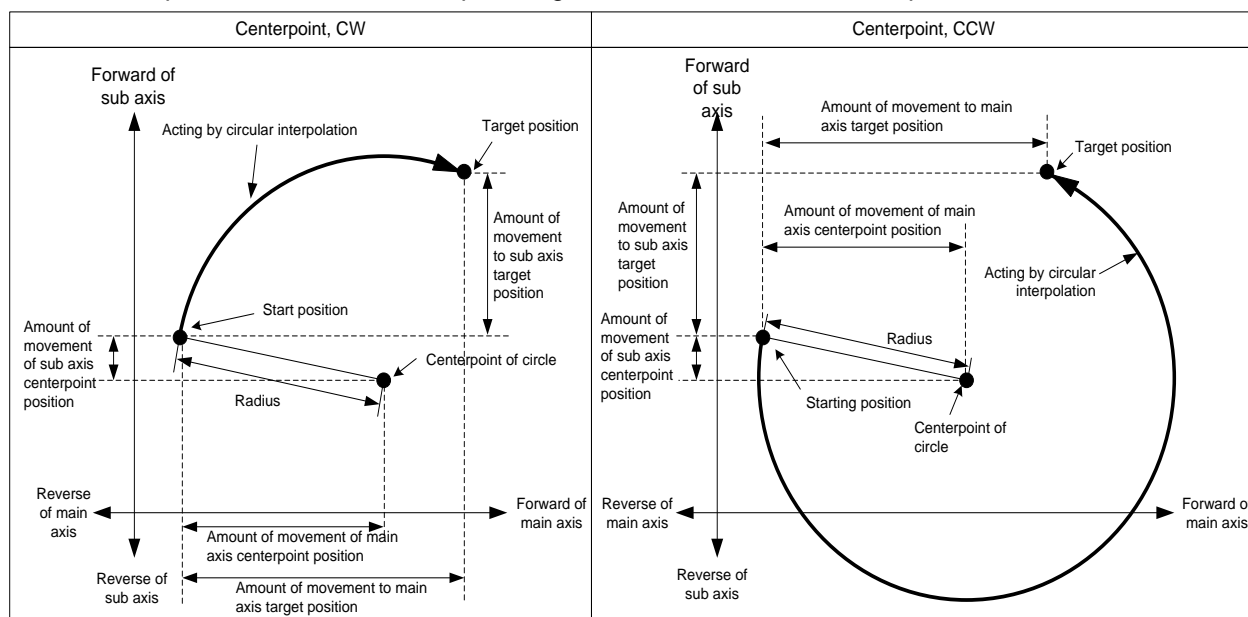 Centerpoint, CW
Forward of
sub axis
Acting by circular interpolation
Target position
Amount of
movement
to sub axis
target
position
Start position
Amount of
movement
of sub axis
centerpoint
position
Centerpoint of circle
Radius
Reverse
of main
axis
Forward of
main axis
Amount of movement of main
axis centerpoint position
Reverse of
sub axis
Amount of movement to main
axis target position
Centerpoint, CCW
Forward
of sub
axis
Amount of movement to main
axis target position
Target position
Amount of
movement
to sub axis
target
position
Amount of movement of main
axis centerpoint position
Acting by circular
interpolation
Amount of
movement
of sub axis
centerpoint
position
Radius
Starting position
Centerpoint of
circle
Reverse of
main axis
Forward of
main axis
Reverse of
sub axis